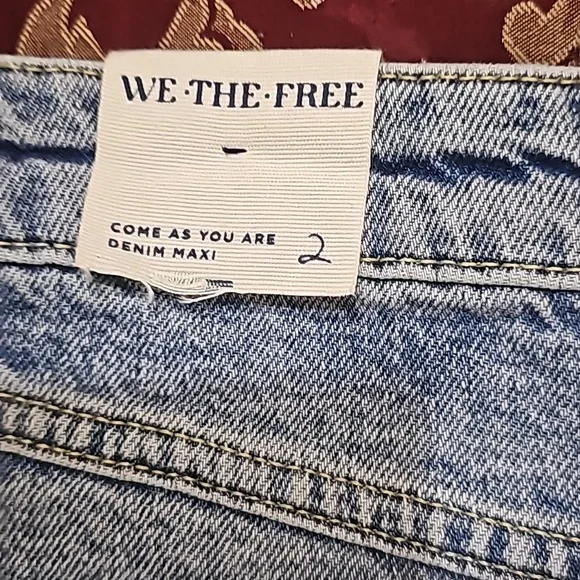 WE·THE·FREE
COME AS YOU ARE
DENIM MAXI 2